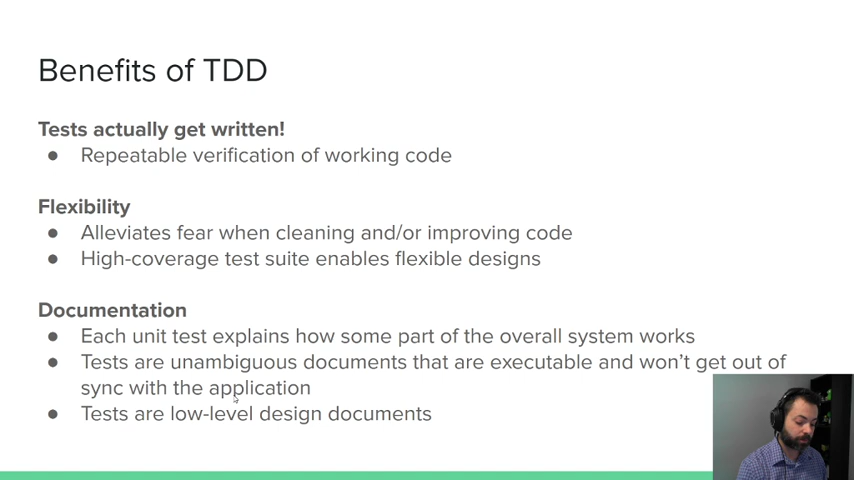 Benefits of TDD
Tests actually get written!
● Repeatable verification of working code
Flexibility
● Alleviates fear when cleaning and/or improving code
● High-coverage test suite enables flexible designs
Documentation
● Each unit test explains how some part of the overall system works
● Tests are unambiguous documents that are executable and won’t get out of
sync with the application
● Tests are low-level design documents